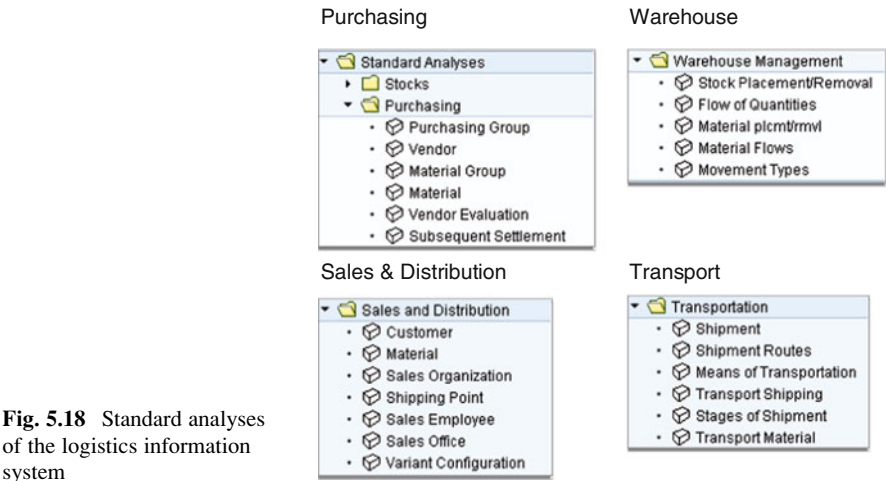 Purchasing
Standard Analyses
Stocks
Purchasing
Purchasing Group
Vendor
Material Group
Material
Vendor Evaluation
Subsequent Settlement
Warehouse
Warehouse Management
Stock Placement/Removal
Flow of Quantities
Material plcmt/rmvl
Material Flows
Movement Types
Sales & Distribution
Sales and Distribution
Customer
Material
Sales Organization
Shipping Point
Sales Employee
Sales Office
Variant Configuration
Transport
Transportation
Shipment
Shipment Routes
Means of Transportation
Transport Shipping
Stages of Shipment
Transport Material
Fig. 5.18 Standard analyses
of the logistics information
system